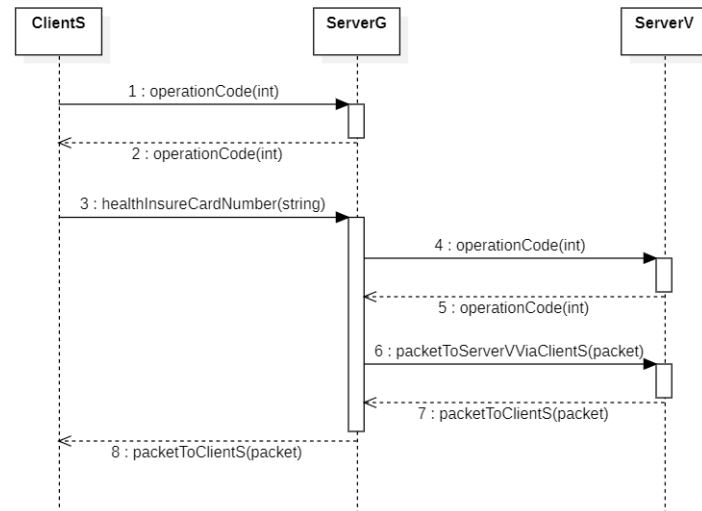 ClientS
ServerG
ServerV
1 : operationCode(int)
2 : operationCode(int)
3 : healthInsureCardNumber(string)
4 : operationCode(int)
5 : operationCode(int)
6 : packetToServerVViaClientS(packet)
7 : packetToClientS(packet)
8 : packetToClientS(packet)